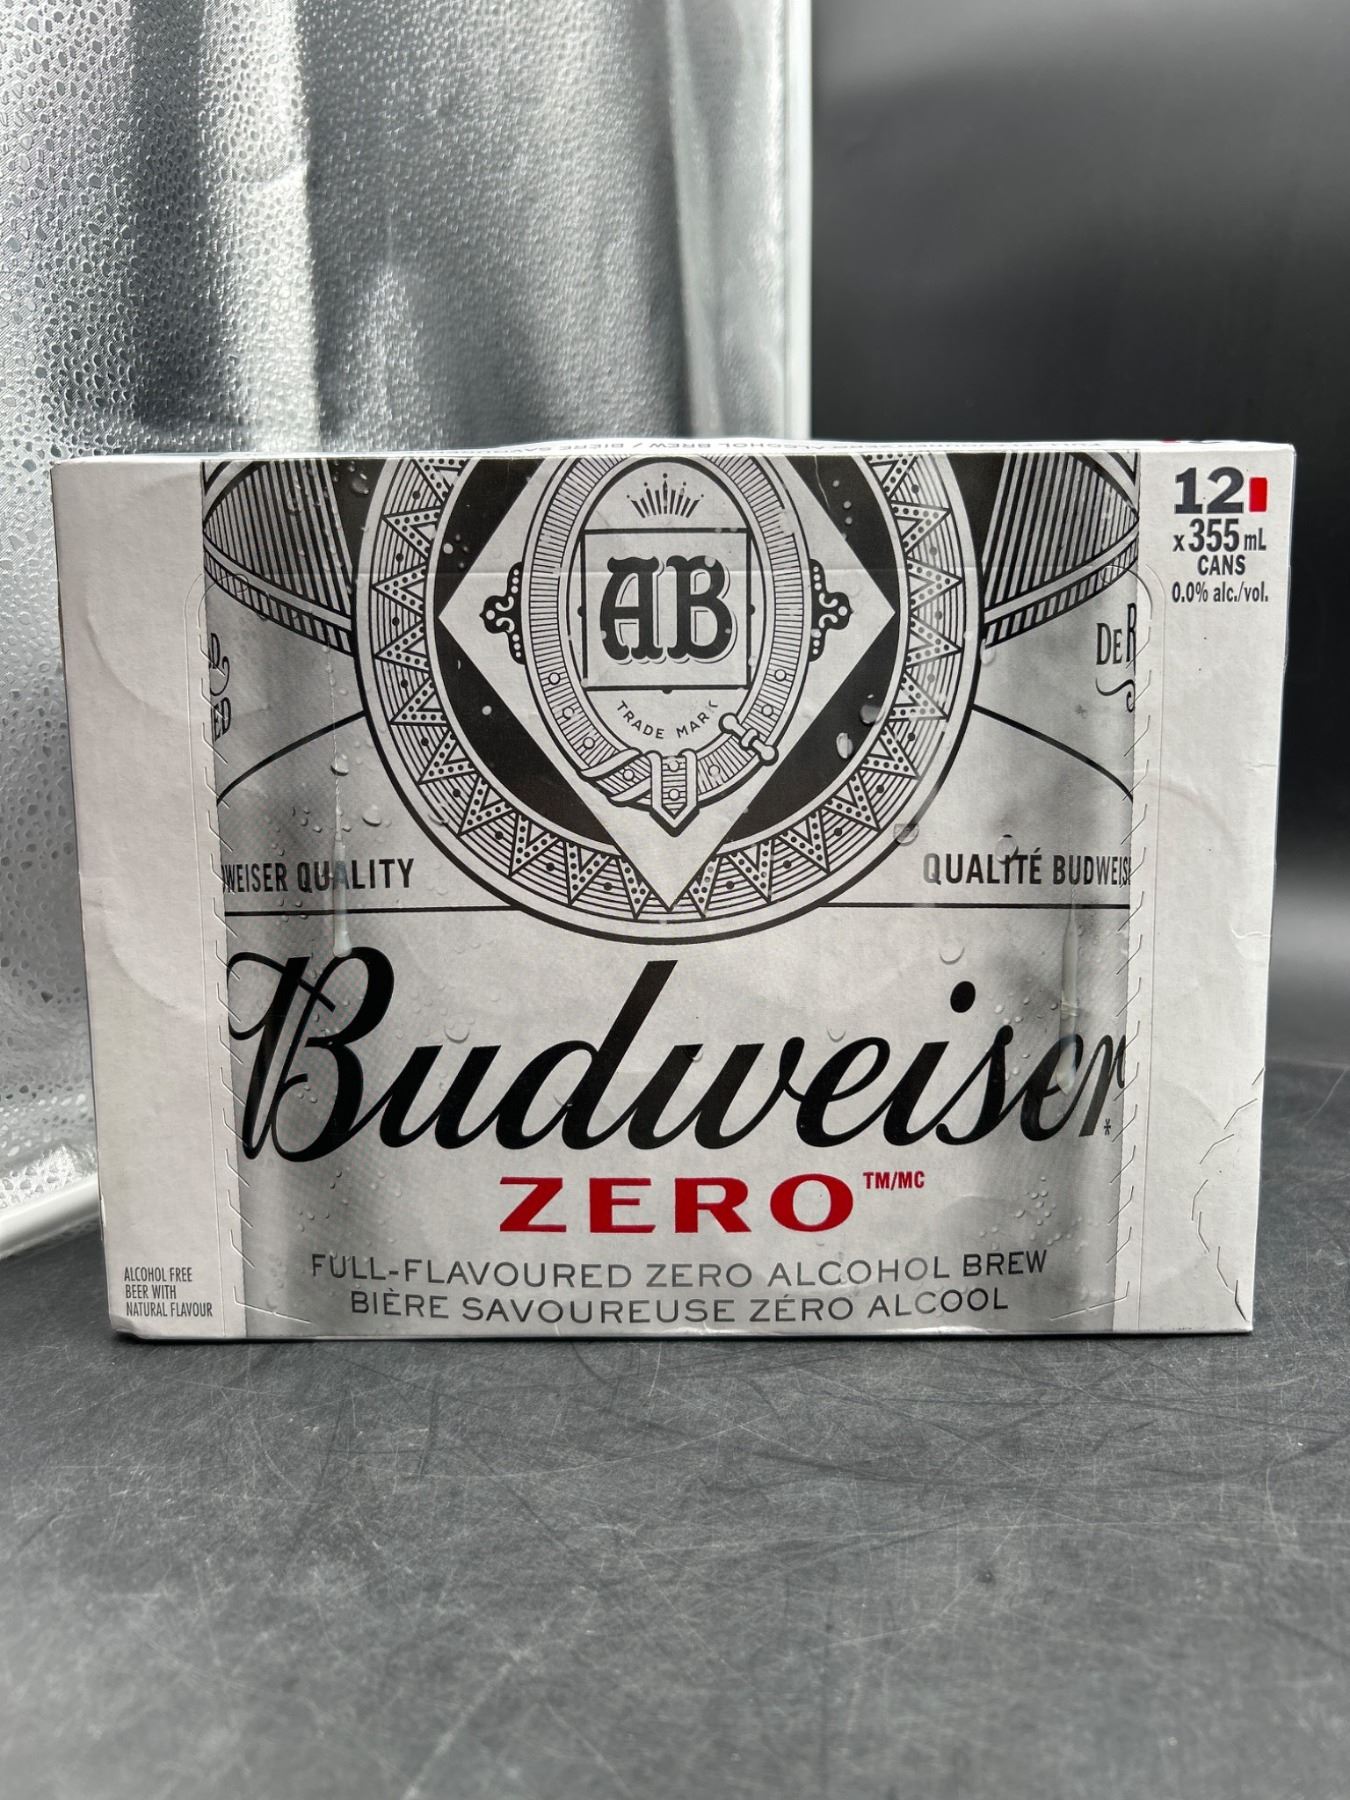 12
x 355 mL
CANS
0.0% alc./vol.
AB
TRADE MARK
DE R
WEISER QUALITY
QUALITÉ BUDWEIS
Budweiser
ZERO TM/MC
FULL-FLAVOURED ZERO ALCOHOL BREW
BIÈRE SAVOUREUSE ZÉRO ALCOOL
ALCOHOL FREE
BEER WITH
NATURAL FLAVOUR